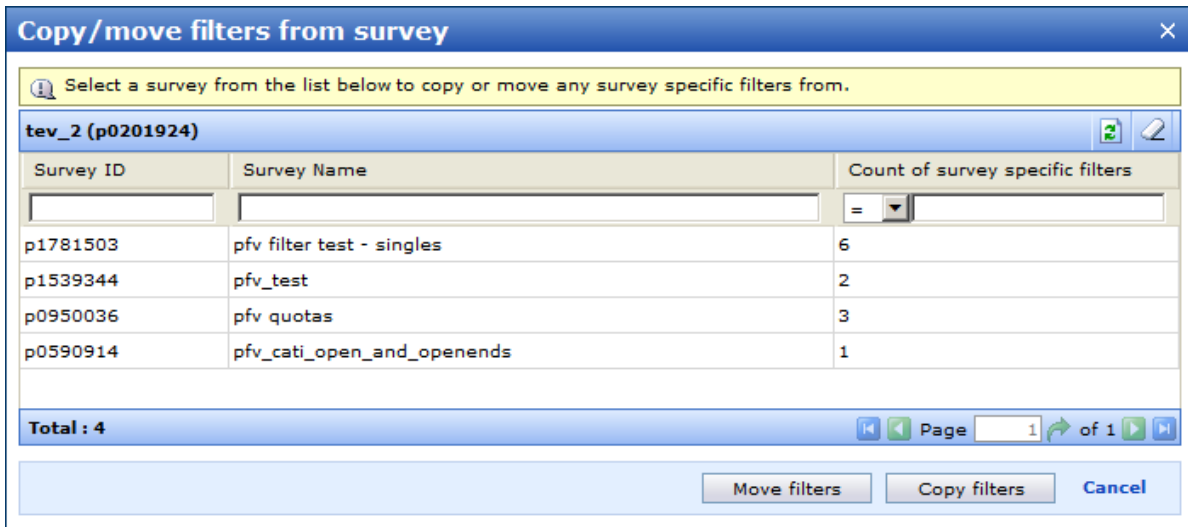 Copy/move filters from survey
Select a survey from the list below to copy or move any survey specific filters from.
tev_2 (p0201924)
Survey ID Survey Name Count of survey specific filters
=
p1781503 pfv filter test - singles 6
p1539344 pfv_test 2
p0950036 pfv quotas 3
p0590914 pfv_cati_open_and_openends 1
Total : 4 Page 1 of 1
Move filters Copy filters Cancel